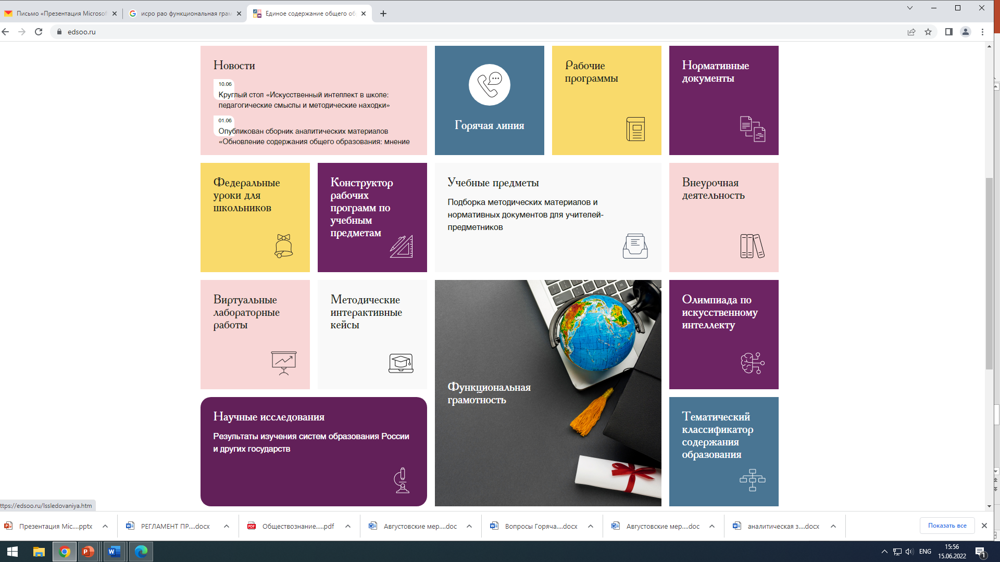 Письмо «Презентация Microsof
исро рао функциональная грам
Единое содержание общего об
edsoo.ru
Новости
10.06
Круглый стол «Искусственный интеллект в школе:
педагогические смыслы и методические находки»
01.06
Опубликован сборник аналитических материалов
«Обновление содержания общего образования: мнение
Горячая линия
Рабочие
программы
Нормативные
документы
Федеральные
уроки для
школьников
Конструктор
рабочих
программ по
учебным
предметам
Учебные предметы
Подборка методических материалов и
нормативных документов для учителей-
предметников
Внеурочная
деятельность
Виртуальные
лабораторные
работы
Методические
интерактивные
кейсы
Функциональная
грамотность
Олимпиада по
искусственному
интеллекту
Научные исследования
Результаты изучения систем образования России
и других государств
Тематический
классификатор
содержания
образования
ttps://edsoo.ru/Issledovaniya.htm
Презентация Mic....pptx
РЕГЛАМЕНТ ПР....docx
PDF
Обществознание.....pdf
Августовские мер....doc
Вопросы Горяча....docx
Августовские мер....doc
аналитическая з....docx
Показать все
ENG
15:56
15.06.2022
1